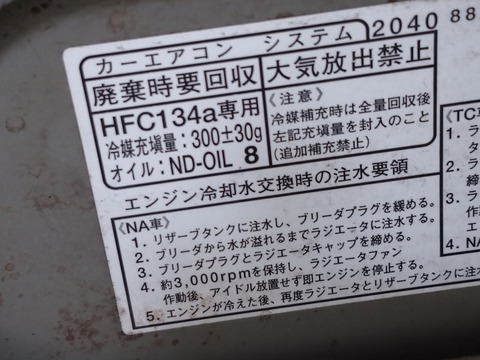 カーエアコン システム 2040 88
廃棄時要回収
大気放出禁止
HFC134a専用
冷媒充填量:300±30g
オイル:ND-OIL 8
〈注意〉
冷媒補充時は全量回収後
左記充填量を封入のこと
(追加補充禁止)
エンジン冷却水交換時の注水要領
《NA車》
1. リザーブタンクに注水し、ブリーダプラグを緩める。
2. ブリーダから水が溢れるまでラジエータに注水する。
3. ブリーダプラグとラジエータキャップを締める。
4. 約3,000rpmを保持し、ラジエタファン
作動後、アイドル放置せず即エンジンを停止する。
5. エンジンが冷えた後、再度ラジエータとリザーブタンクに注水
《TC車
1. リ
2. ラ
3. ラ
4. N